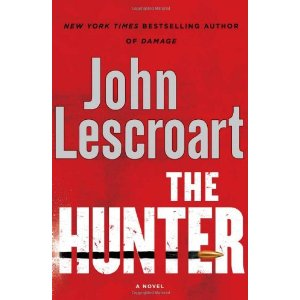 NEW YORK TIMES BESTSELLING AUTHOR
OF DAMAGE
John
Lescroart
THE
HUNTER
A NOVEL